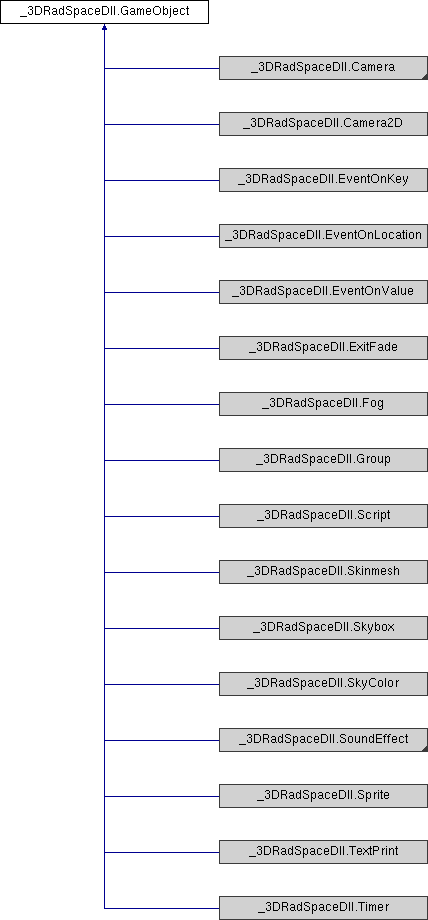 _3DRadSpaceDll.GameObject
_3DRadSpaceDll.Camera
_3DRadSpaceDll.Camera2D
_3DRadSpaceDll.EventOnKey
_3DRadSpaceDll.EventOnLocation
_3DRadSpaceDll.EventOnValue
_3DRadSpaceDll.ExitFade
_3DRadSpaceDll.Fog
_3DRadSpaceDll.Group
_3DRadSpaceDll.Script
_3DRadSpaceDll.Skinmesh
_3DRadSpaceDll.Skybox
_3DRadSpaceDll.SkyColor
_3DRadSpaceDll.SoundEffect
_3DRadSpaceDll.Sprite
_3DRadSpaceDll.TextPrint
_3DRadSpaceDll.Timer